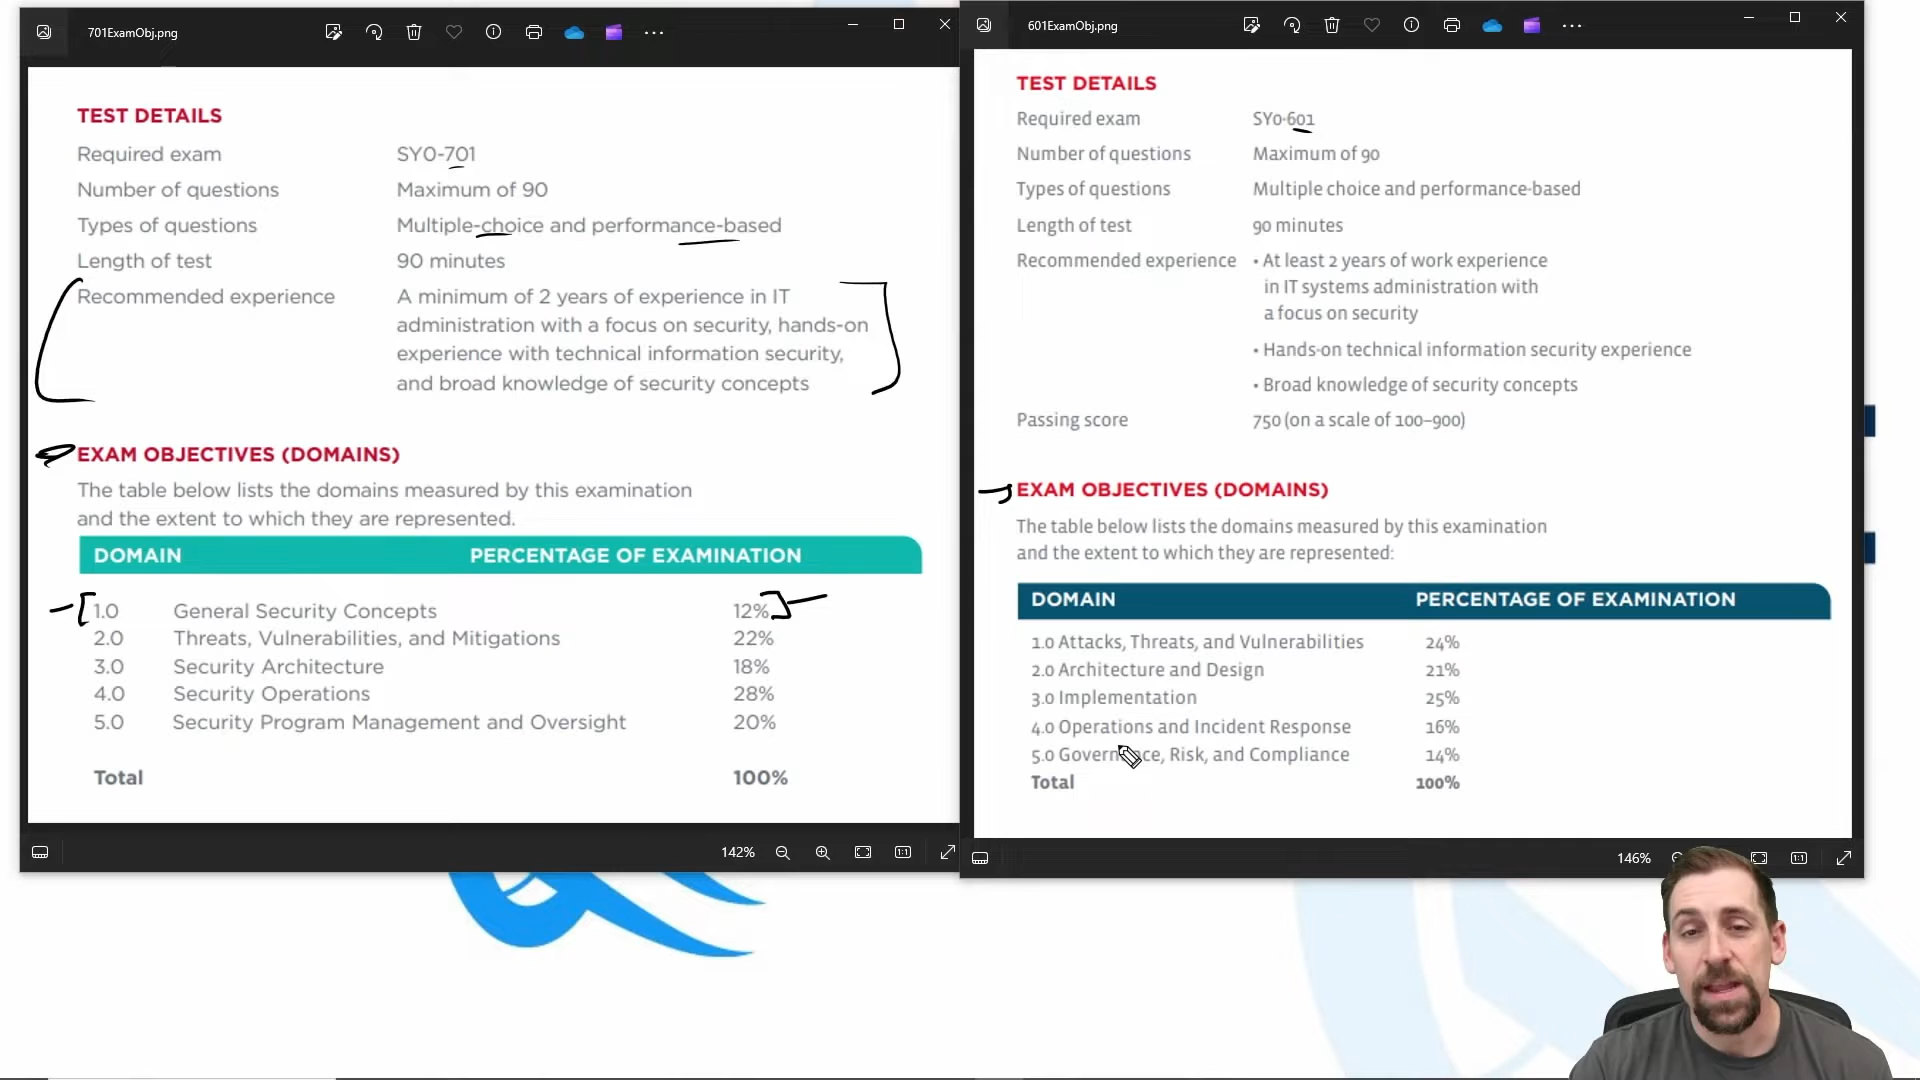 701ExamObj.png
TEST DETAILS
Required exam SY0-701
Number of questions Maximum of 90
Types of questions Multiple-choice and performance-based
Length of test 90 minutes
Recommended experience A minimum of 2 years of experience in IT
administration with a focus on security, hands-on
experience with technical information security,
and broad knowledge of security concepts
EXAM OBJECTIVES (DOMAINS)
The table below lists the domains measured by this examination
and the extent to which they are represented.
DOMAIN PERCENTAGE OF EXAMINATION
1.0 General Security Concepts 12%
2.0 Threats, Vulnerabilities, and Mitigations 22%
3.0 Security Architecture 18%
4.0 Security Operations 28%
5.0 Security Program Management and Oversight 20%
Total 100%
142%
1:1
601ExamObj.png
TEST DETAILS
Required exam SY0-601
Number of questions Maximum of 90
Types of questions Multiple choice and performance-based
Length of test 90 minutes
Recommended experience • At least 2 years of work experience
in IT systems administration with
a focus on security
• Hands-on technical information security experience
• Broad knowledge of security concepts
Passing score 750 (on a scale of 100–900)
EXAM OBJECTIVES (DOMAINS)
The table below lists the domains measured by this examination
and the extent to which they are represented:
DOMAIN PERCENTAGE OF EXAMINATION
1.0 Attacks, Threats, and Vulnerabilities 24%
2.0 Architecture and Design 21%
3.0 Implementation 25%
4.0 Operations and Incident Response 16%
5.0 Governance, Risk, and Compliance 14%
Total 100%
146%
1:1